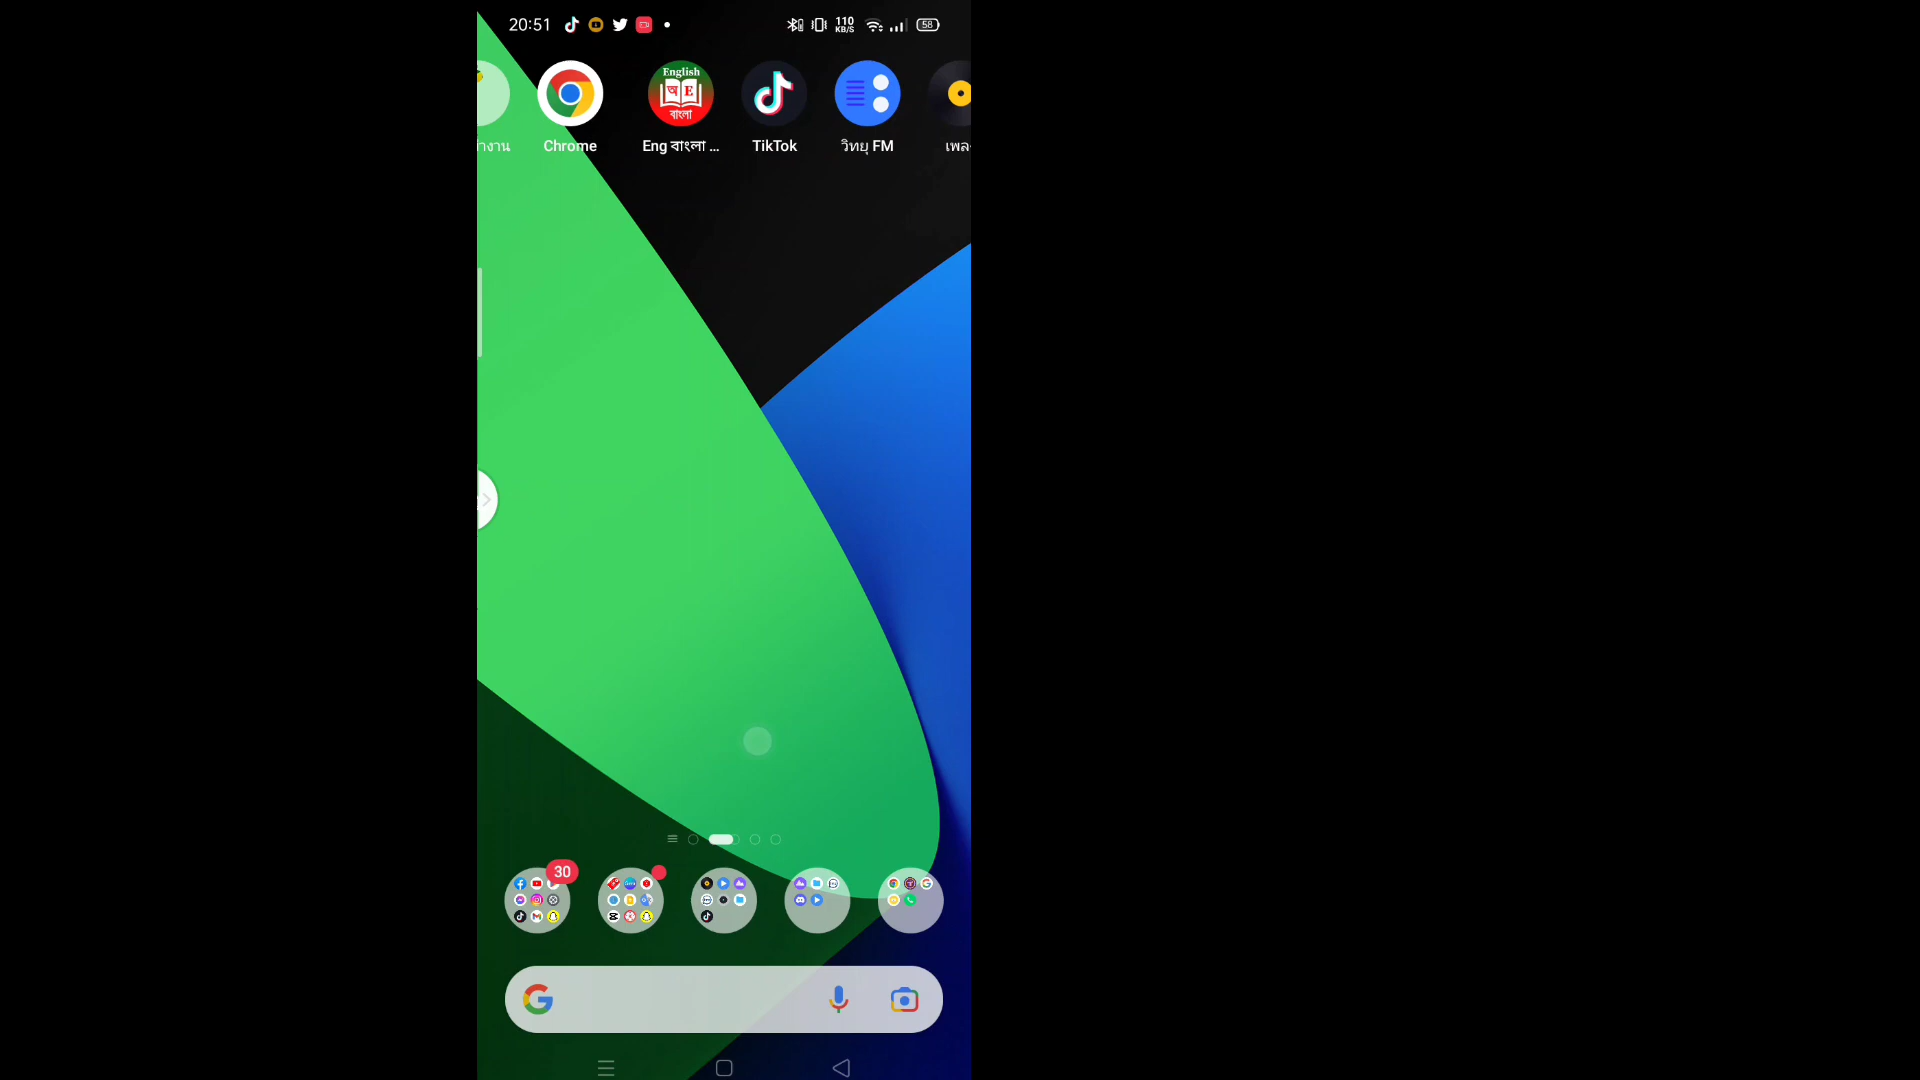 20:51
110
KB/S
58
English
অ E
বাংলা
Chrome
Eng বাংলা ...
TikTok
วิทยุ FM
30